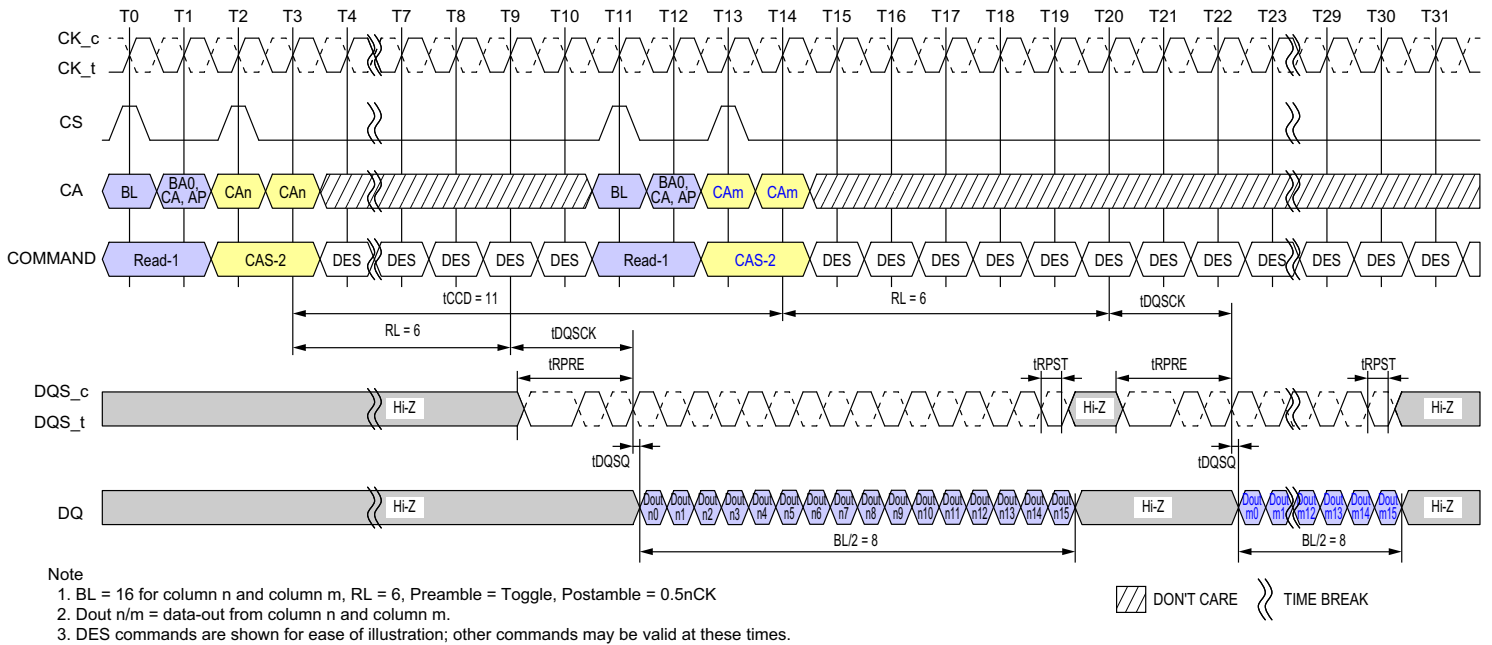 T0 T1 T2 T3 T4 T7 T8 T9 T10 T11 T12 T13 T14 T15 T16 T17 T18 T19 T20 T21 T22 T23 T29 T30 T31
CK_c
CK_t
CS
CA
BL BA0, CA, AP CAn CAn BL BA0, CA, AP CAm CAm
COMMAND
Read-1 CAS-2 DES DES DES DES DES Read-1 CAS-2 DES DES DES DES DES DES DES DES DES DES DES DES
tCCD = 11 RL = 6 tDQSCK
RL = 6 tDQSCK
tRPRE tRPST tRPRE tRPST
DQS_c
DQS_t
Hi-Z Hi-Z Hi-Z
tDQSQ tDQSQ
DQ
Hi-Z Dout n0 Dout n1 Dout n2 Dout n3 Dout n4 Dout n5 Dout n6 Dout n7 Dout n8 Dout n9 Dout n10 Dout n11 Dout n12 Dout n13 Dout n14 Dout n15 Hi-Z Dout m0 Dout m1 Dout m12 Dout m13 Dout m14 Dout m15 Hi-Z
BL/2 = 8 BL/2 = 8
Note
1. BL = 16 for column n and column m, RL = 6, Preamble = Toggle, Postamble = 0.5nCK
2. Dout n/m = data-out from column n and column m.
3. DES commands are shown for ease of illustration; other commands may be valid at these times.
DON'T CARE TIME BREAK